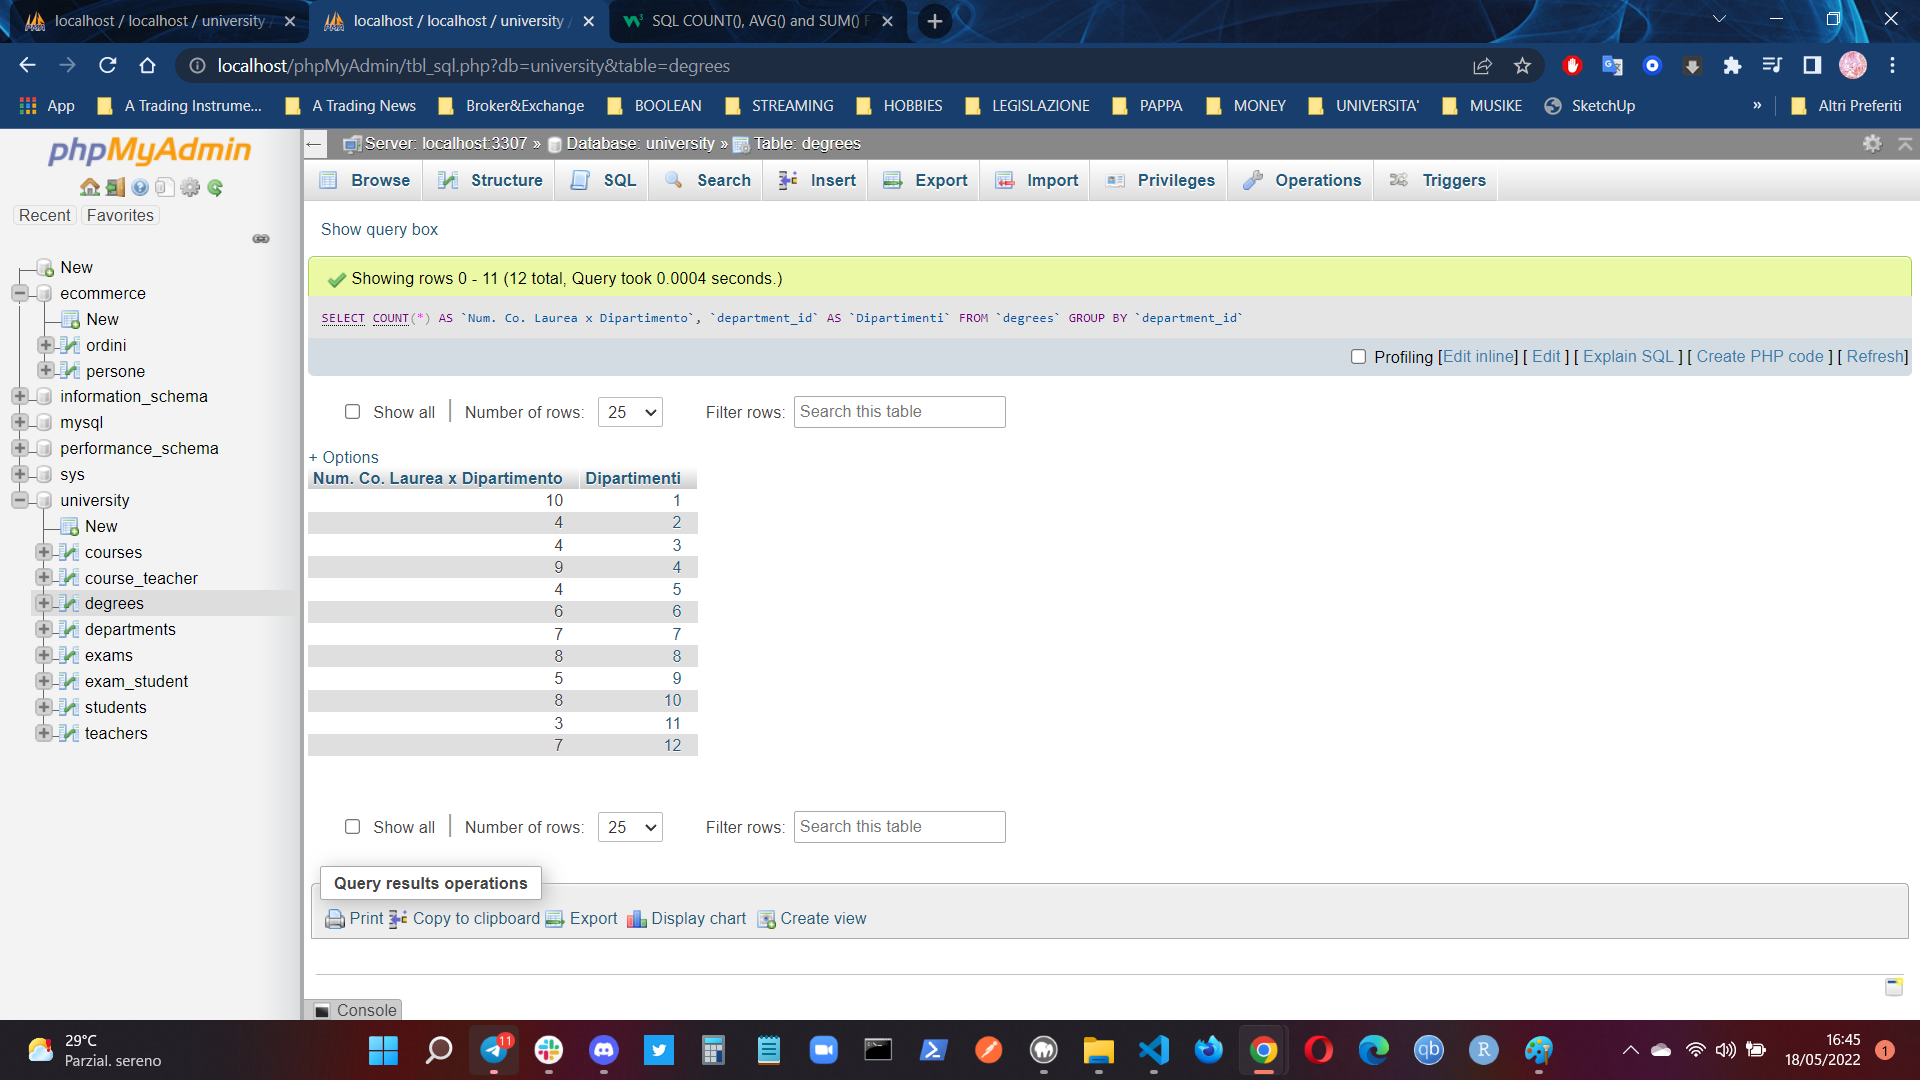 localhost / localhost / university
localhost / localhost / university
SQL COUNT(), AVG() and SUM() F
localhost/phpMyAdmin/tbl_sql.php?db=university&table=degrees
App
A Trading Instrume...
A Trading News
Broker&Exchange
BOOLEAN
STREAMING
HOBBIES
LEGISLAZIONE
PAPPA
MONEY
UNIVERSITA'
MUSIKE
SketchUp
»
Altri Preferiti
phpMyAdmin
Recent
Favorites
New
ecommerce
New
ordini
persone
information_schema
mysql
performance_schema
sys
university
New
courses
course_teacher
degrees
departments
exams
exam_student
students
teachers
Server: localhost:3307 » Database: university » Table: degrees
Browse
Structure
SQL
Search
Insert
Export
Import
Privileges
Operations
Triggers
Show query box
Showing rows 0 - 11 (12 total, Query took 0.0004 seconds.)
SELECT COUNT(*) AS `Num. Co. Laurea x Dipartimento`, `department_id` AS `Dipartimenti` FROM `degrees` GROUP BY `department_id`
Profiling [Edit inline] [ Edit ] [ Explain SQL ] [ Create PHP code ] [ Refresh]
Show all | Number of rows: 25 Filter rows: Search this table
+ Options
Num. Co. Laurea x Dipartimento Dipartimenti
10 1
4 2
4 3
9 4
4 5
6 6
7 7
8 8
5 9
8 10
3 11
7 12
Show all | Number of rows: 25 Filter rows: Search this table
Query results operations
Print Copy to clipboard Export Display chart Create view
Console
29°C
Parzial. sereno
11
qb
R
16:45
18/05/2022
1